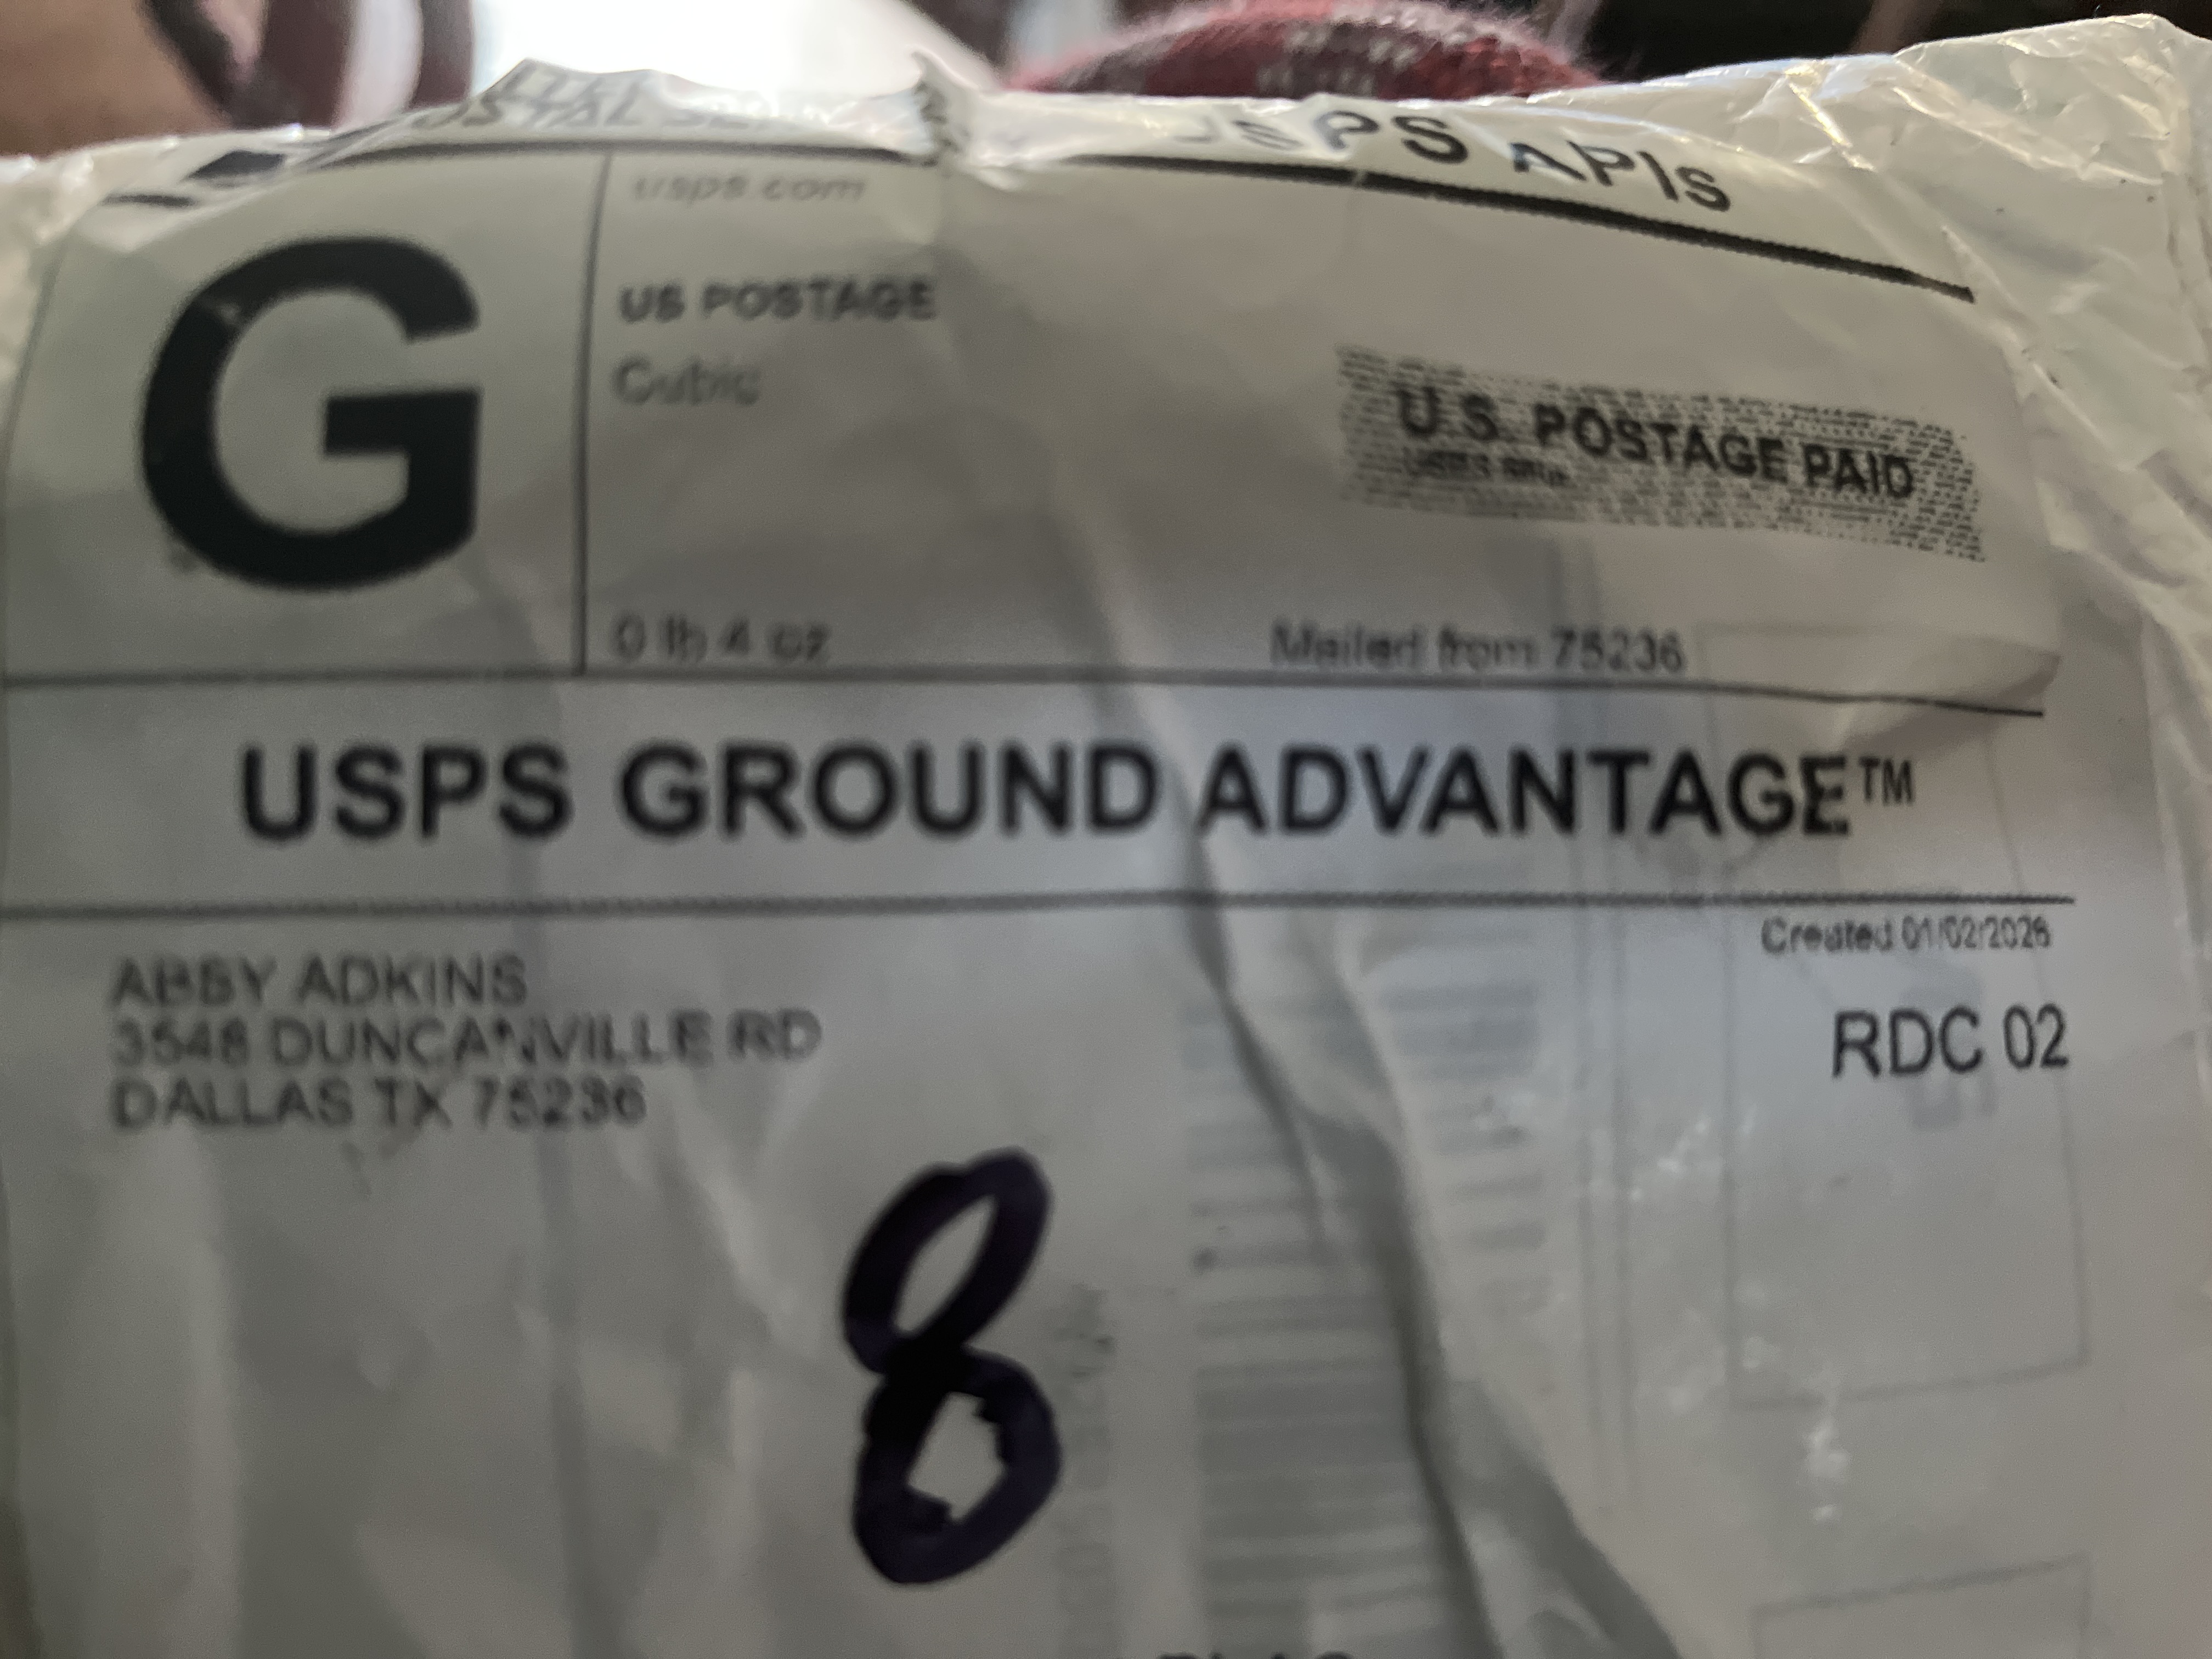 POSTAL
USPS APIs
G
usps.com
US POSTAGE
Cubic
U.S. POSTAGE PAID
0 lb 4 oz
Mailed from 75236
USPS GROUND ADVANTAGE™
Created 01/02/2026
ABBY ADKINS
3548 DUNCANVILLE RD
DALLAS TX 75236
RDC 02
8